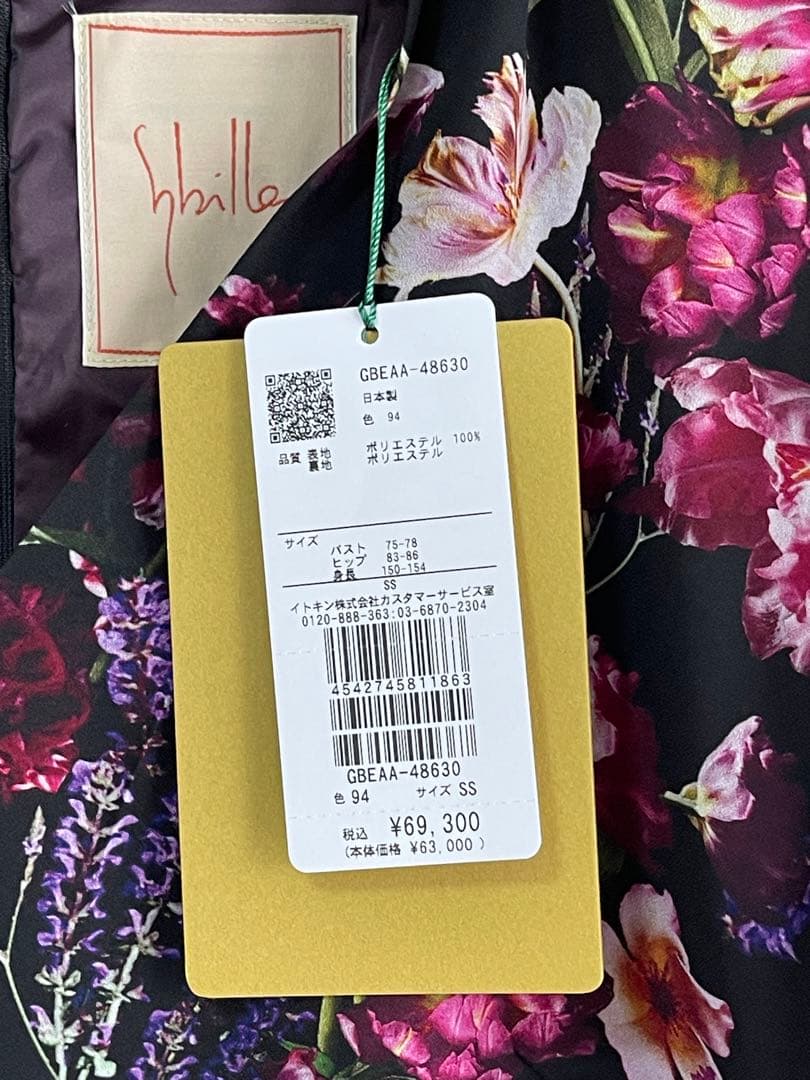 Sybilla
GBEAA-48630
日本製
色 94
品質 表地 ポリエステル 100%
裏地 ポリエステル
サイズ
バスト 75-78
ヒップ 83-86
身長 150-154
SS
イトキン株式会社カスタマーサービス室
0120-888-363:03-6870-2304
4542745811863
GBEAA-48630
色 94 サイズ SS
税込 ¥69,300
(本体価格 ¥63,000 )